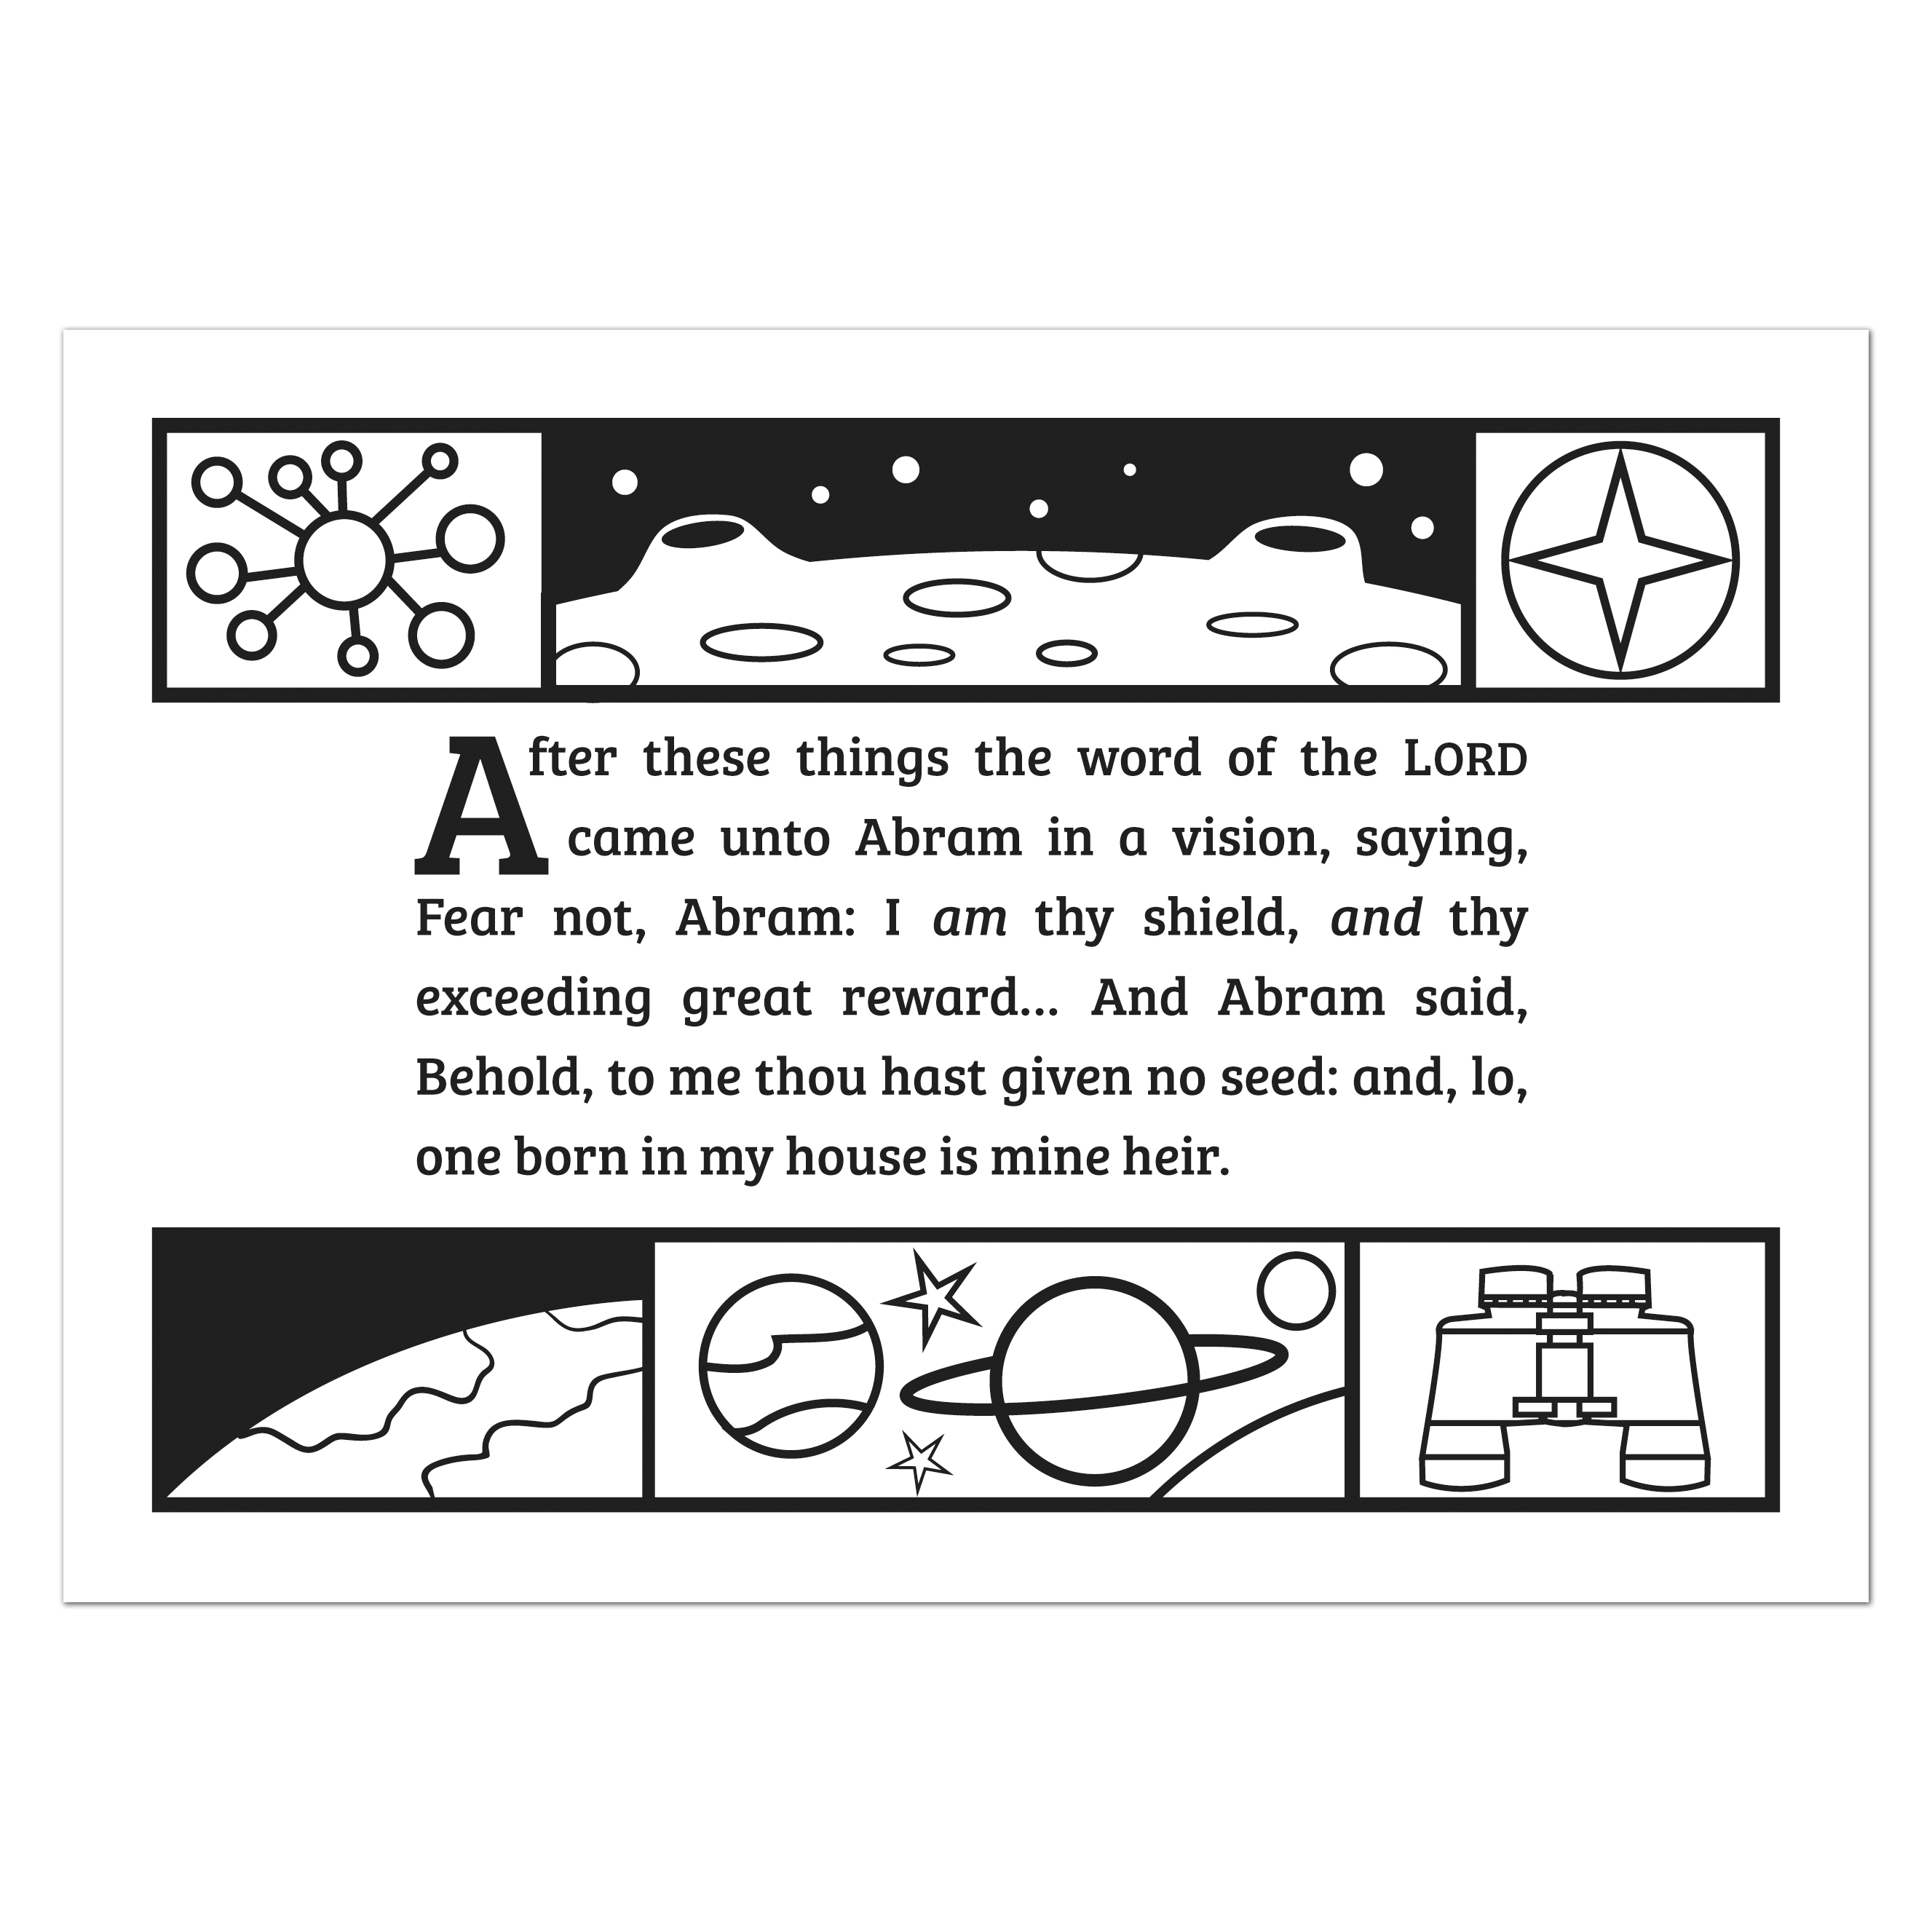 After these things the word of the LORD
came unto Abram in a vision, saying,
Fear not, Abram: I am thy shield, and thy
exceeding great reward... And Abram said,
Behold, to me thou hast given no seed: and, lo,
one born in my house is mine heir.